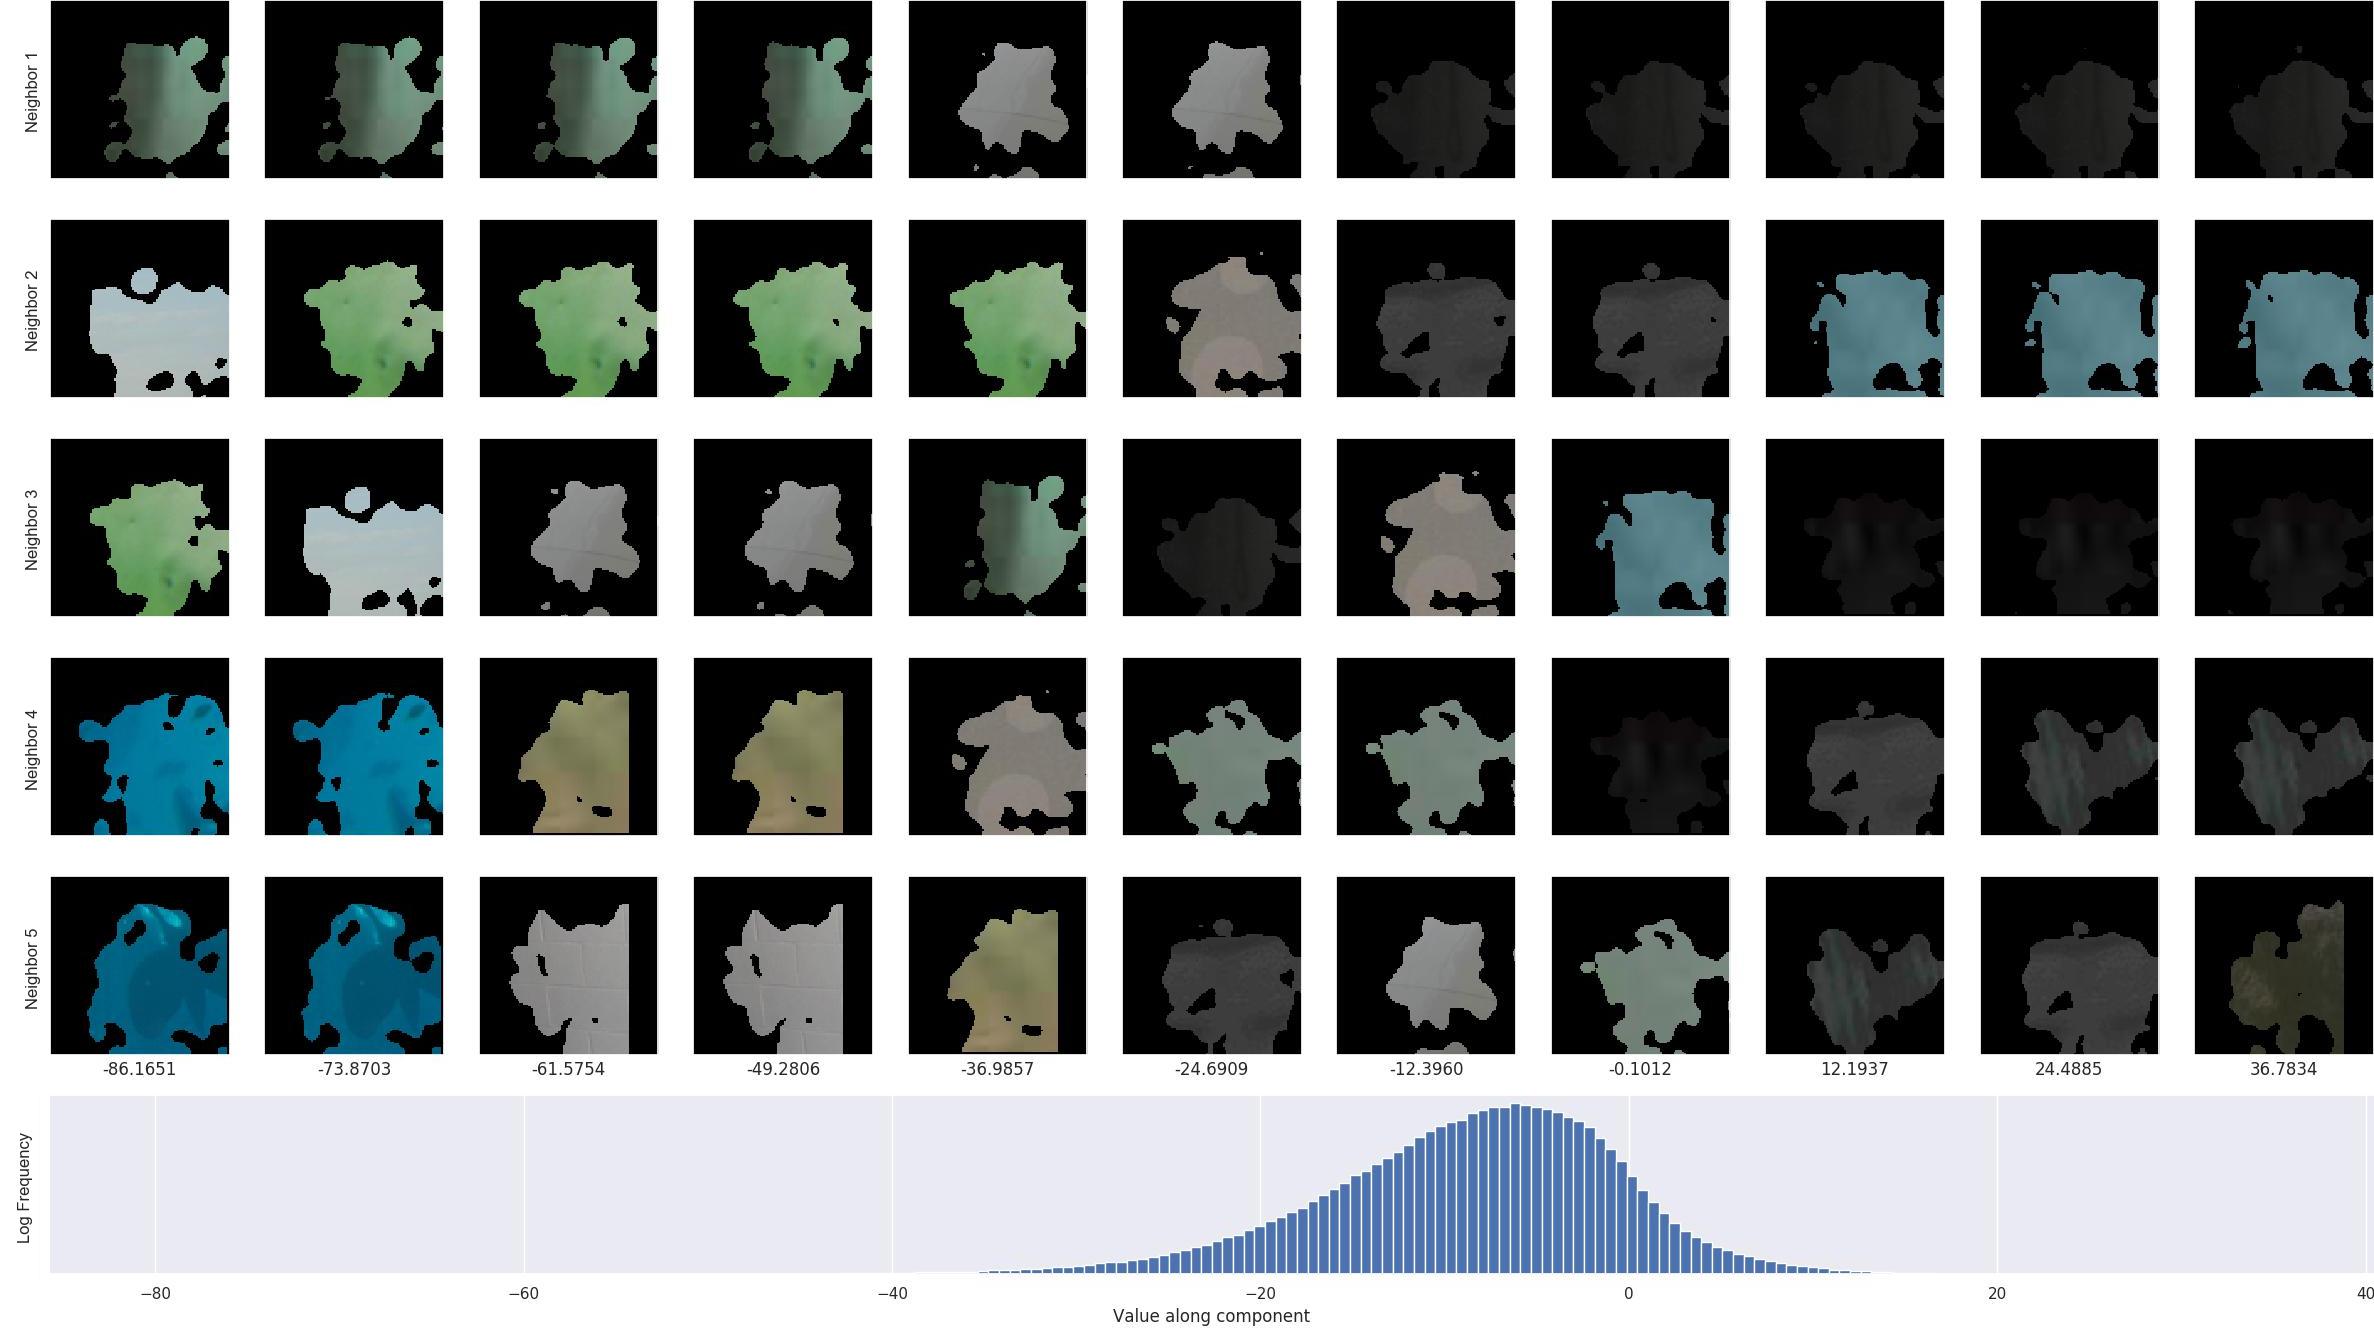 Neighbor 1
Neighbor 2
Neighbor 3
Neighbor 4
Neighbor 5
-86.1651 -73.8703 -61.5754 -49.2806 -36.9857 -24.6909 -12.3960 -0.1012 12.1937 24.4885 36.7834
Log Frequency
−80 −60 −40 −20 0 20 40
Value along component